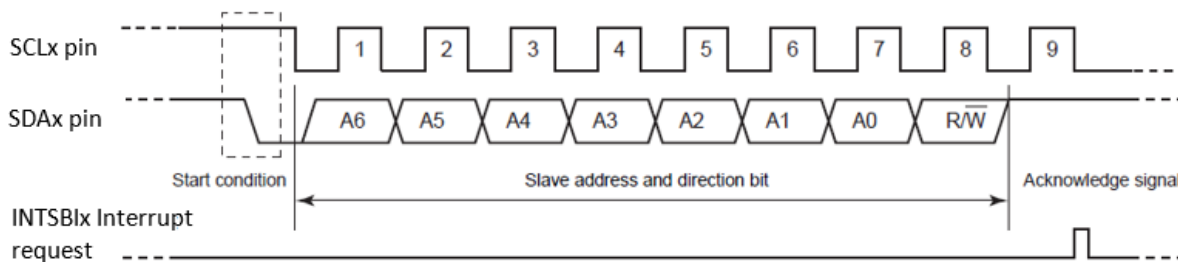 SCLx pin
1 2 3 4 5 6 7 8 9
SDAx pin
A6 A5 A4 A3 A2 A1 A0 R/W̅
Start condition
Slave address and direction bit
Acknowledge signal
INTSBIx Interrupt
request